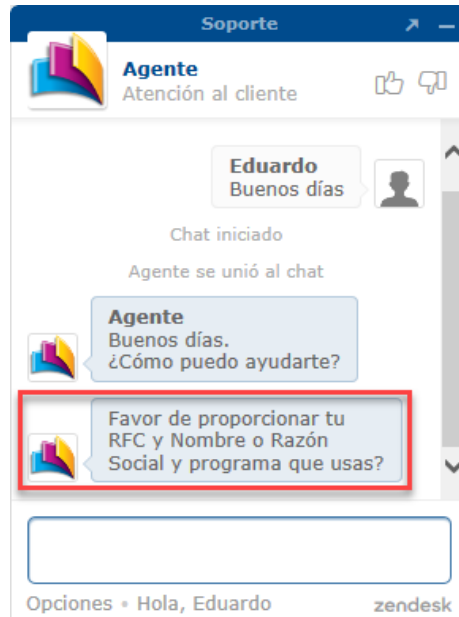 Soporte
Agente
Atención al cliente
Eduardo
Buenos días
Chat iniciado
Agente se unió al chat
Agente
Buenos días.
¿Cómo puedo ayudarte?
Favor de proporcionar tu
RFC y Nombre o Razón
Social y programa que usas?
Opciones • Hola, Eduardo
zendesk